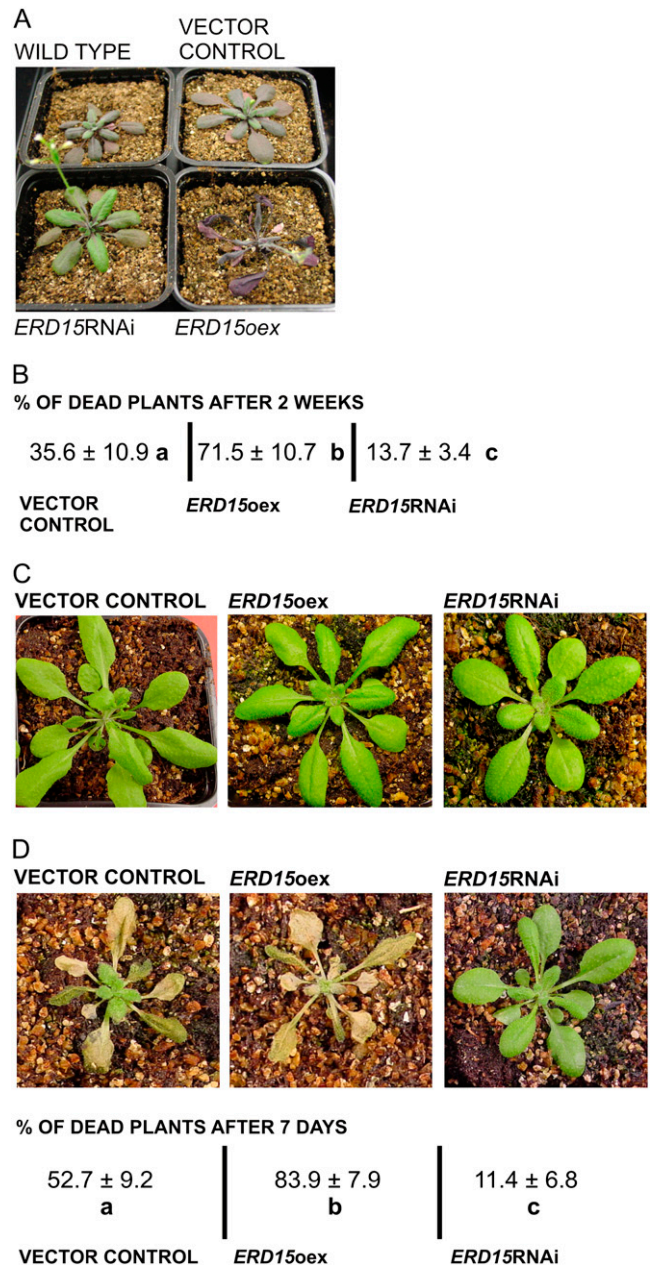 A
WILD TYPE
VECTOR
CONTROL
ERD15RNAi
ERD15oex
B
% OF DEAD PLANTS AFTER 2 WEEKS
35.6 ± 10.9 a
71.5 ± 10.7 b
13.7 ± 3.4 c
VECTOR
CONTROL
ERD15oex
ERD15RNAi
C
VECTOR CONTROL
ERD15oex
ERD15RNAi
D
VECTOR CONTROL
ERD15oex
ERD15RNAi
% OF DEAD PLANTS AFTER 7 DAYS
52.7 ± 9.2
a
83.9 ± 7.9
b
11.4 ± 6.8
c
VECTOR CONTROL
ERD15oex
ERD15RNAi